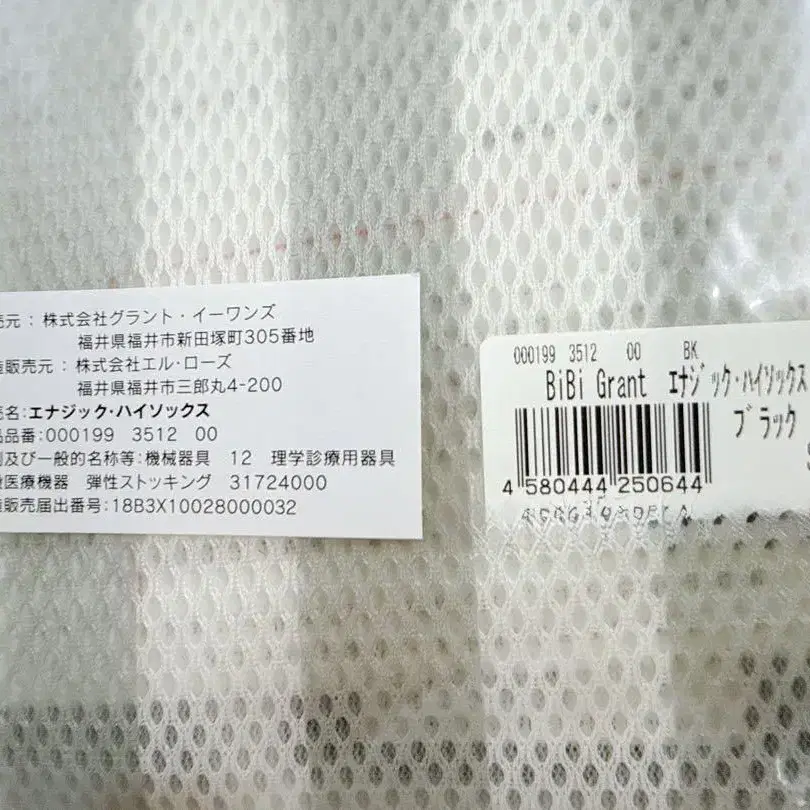 元 : 株式会社グラント・イーワンズ
福井県福井市新田塚町305番地
販売元 : 株式会社エル・ローズ
福井県福井市三郎丸4-200
名:エナジック・ハイソックス
品番:000199 3512 00
及び一般的名称等:機械器具 12 理学診療用器具
医療機器 弾性ストッキング 31724000
販売届出番号:18B3X10028000032
000199 3512 00 BK
BiBi Grant エナジック・ハイソックス
ブラック
4 580444 250644